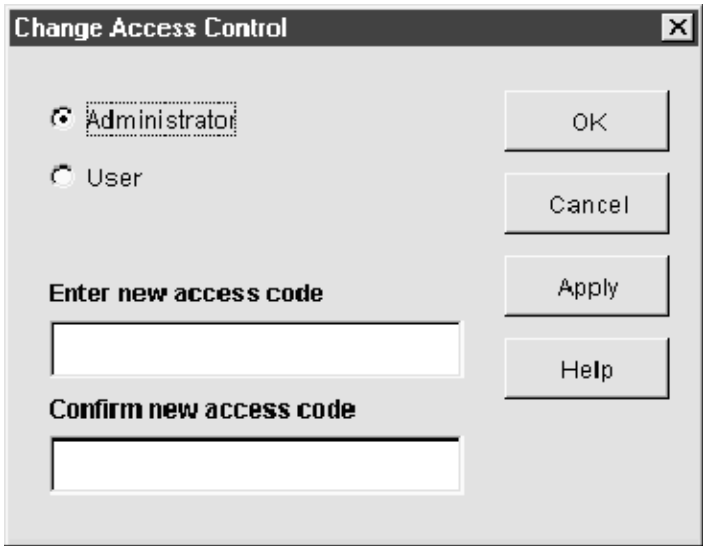 Change Access Control
Administrator
User
OK
Cancel
Apply
Help
Enter new access code
Confirm new access code